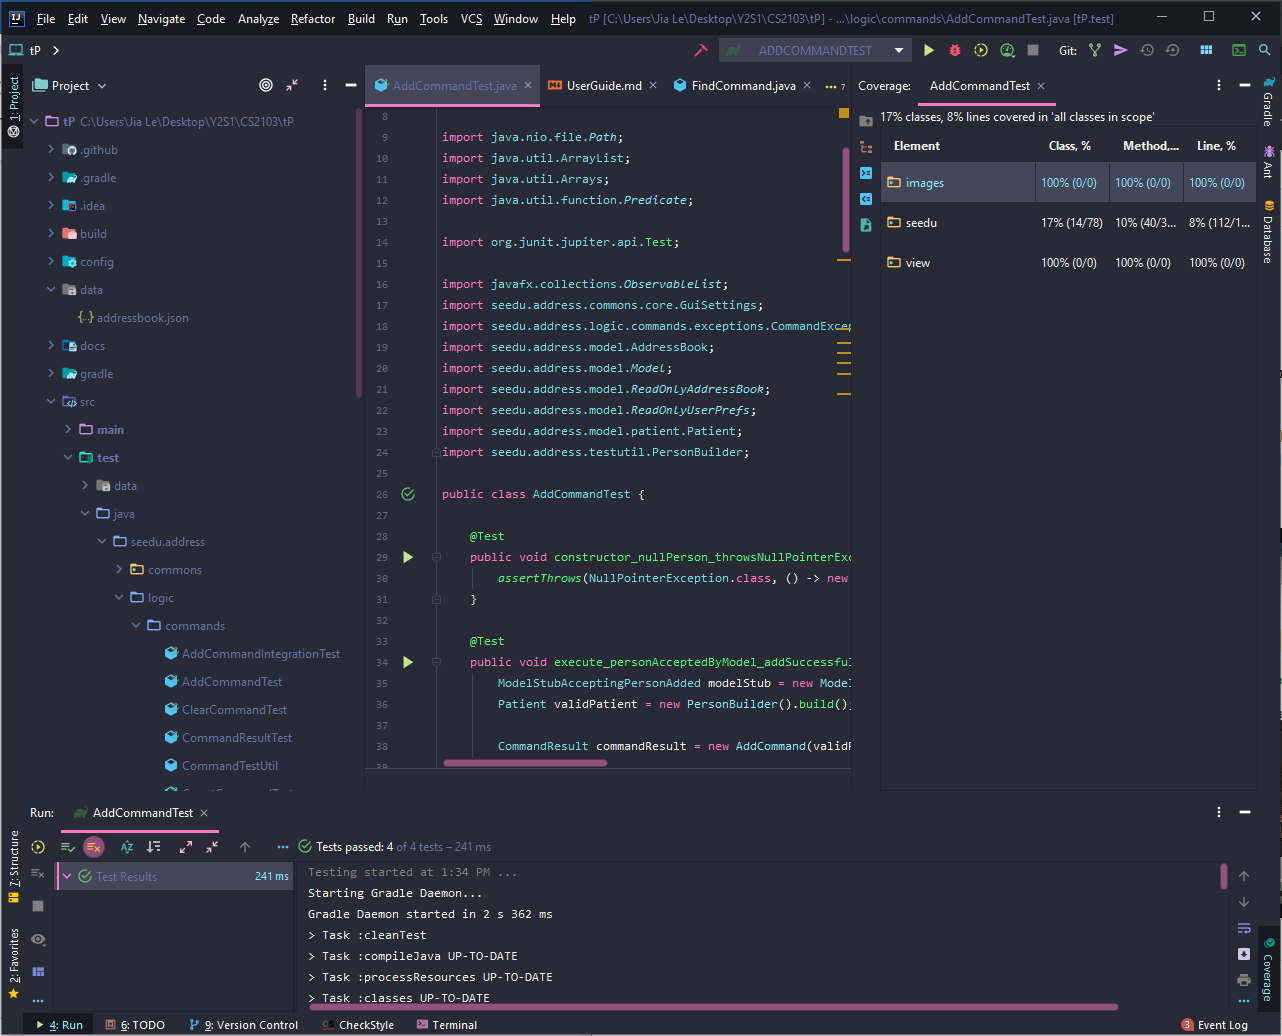 File Edit View Navigate Code Analyze Refactor Build Run Tools VCS Window Help tP [C:\Users\Jia Le\Desktop\Y2S1\CS2103\tP] - ...\logic\commands\AddCommandTest.java [tP.test]
tP ADDCOMMANDTEST Git:
1: Project
Project
tP C:\Users\Jia Le\Desktop\Y2S1\CS2103\tP
.github
.gradle
.idea
build
config
data
addressbook.json
docs
gradle
src
main
test
data
java
seedu.address
commons
logic
commands
AddCommandIntegrationTest
AddCommandTest
ClearCommandTest
CommandResultTest
CommandTestUtil
AddCommandTest.java UserGuide.md FindCommand.java 7
8
9 import java.nio.file.Path;
10 import java.util.ArrayList;
11 import java.util.Arrays;
12 import java.util.function.Predicate;
13
14 import org.junit.jupiter.api.Test;
15
16 import javafx.collections.ObservableList;
17 import seedu.address.commons.core.GuiSettings;
18 import seedu.address.logic.commands.exceptions.CommandExce
19 import seedu.address.model.AddressBook;
20 import seedu.address.model.Model;
21 import seedu.address.model.ReadOnlyAddressBook;
22 import seedu.address.model.ReadOnlyUserPrefs;
23 import seedu.address.model.patient.Patient;
24 import seedu.address.testutil.PersonBuilder;
25
26 public class AddCommandTest {
27
28 @Test
29 public void constructor_nullPerson_throwsNullPointerExc
30 assertThrows(NullPointerException.class, () -> new
31 }
32
33 @Test
34 public void execute_personAcceptedByModel_addSuccessful
35 ModelStubAcceptingPersonAdded modelStub = new Model
36 Patient validPatient = new PersonBuilder().build();
37
38 CommandResult commandResult = new AddCommand(validP
39
Coverage: AddCommandTest
17% classes, 8% lines covered in 'all classes in scope'
Element Class, % Method,... Line, %
images 100% (0/0) 100% (0/0) 100% (0/0)
seedu 17% (14/78) 10% (40/3... 8% (112/1...
view 100% (0/0) 100% (0/0) 100% (0/0)
Gradle
Ant
Database
Run: AddCommandTest
Tests passed: 4 of 4 tests – 241 ms
Test Results 241 ms
Testing started at 1:34 PM ...
Starting Gradle Daemon...
Gradle Daemon started in 2 s 362 ms
> Task :cleanTest
> Task :compileJava UP-TO-DATE
> Task :processResources UP-TO-DATE
> Task :classes UP-TO-DATE
7: Structure
2: Favorites
Coverage
4: Run 6: TODO 9: Version Control CheckStyle Terminal 3 Event Log